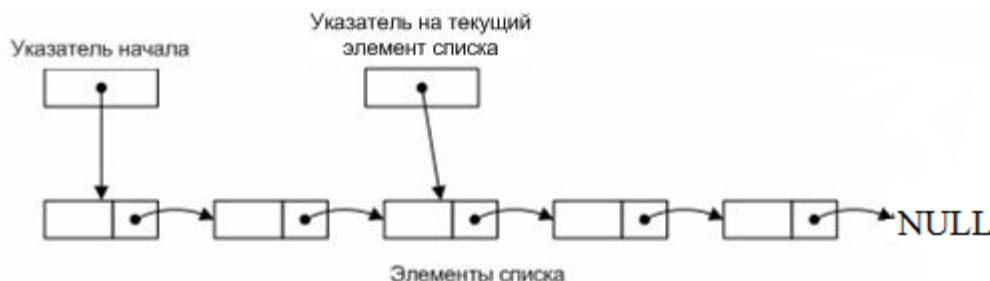 Указатель начала
Указатель на текущий
элемент списка
NULL
Элементы списка